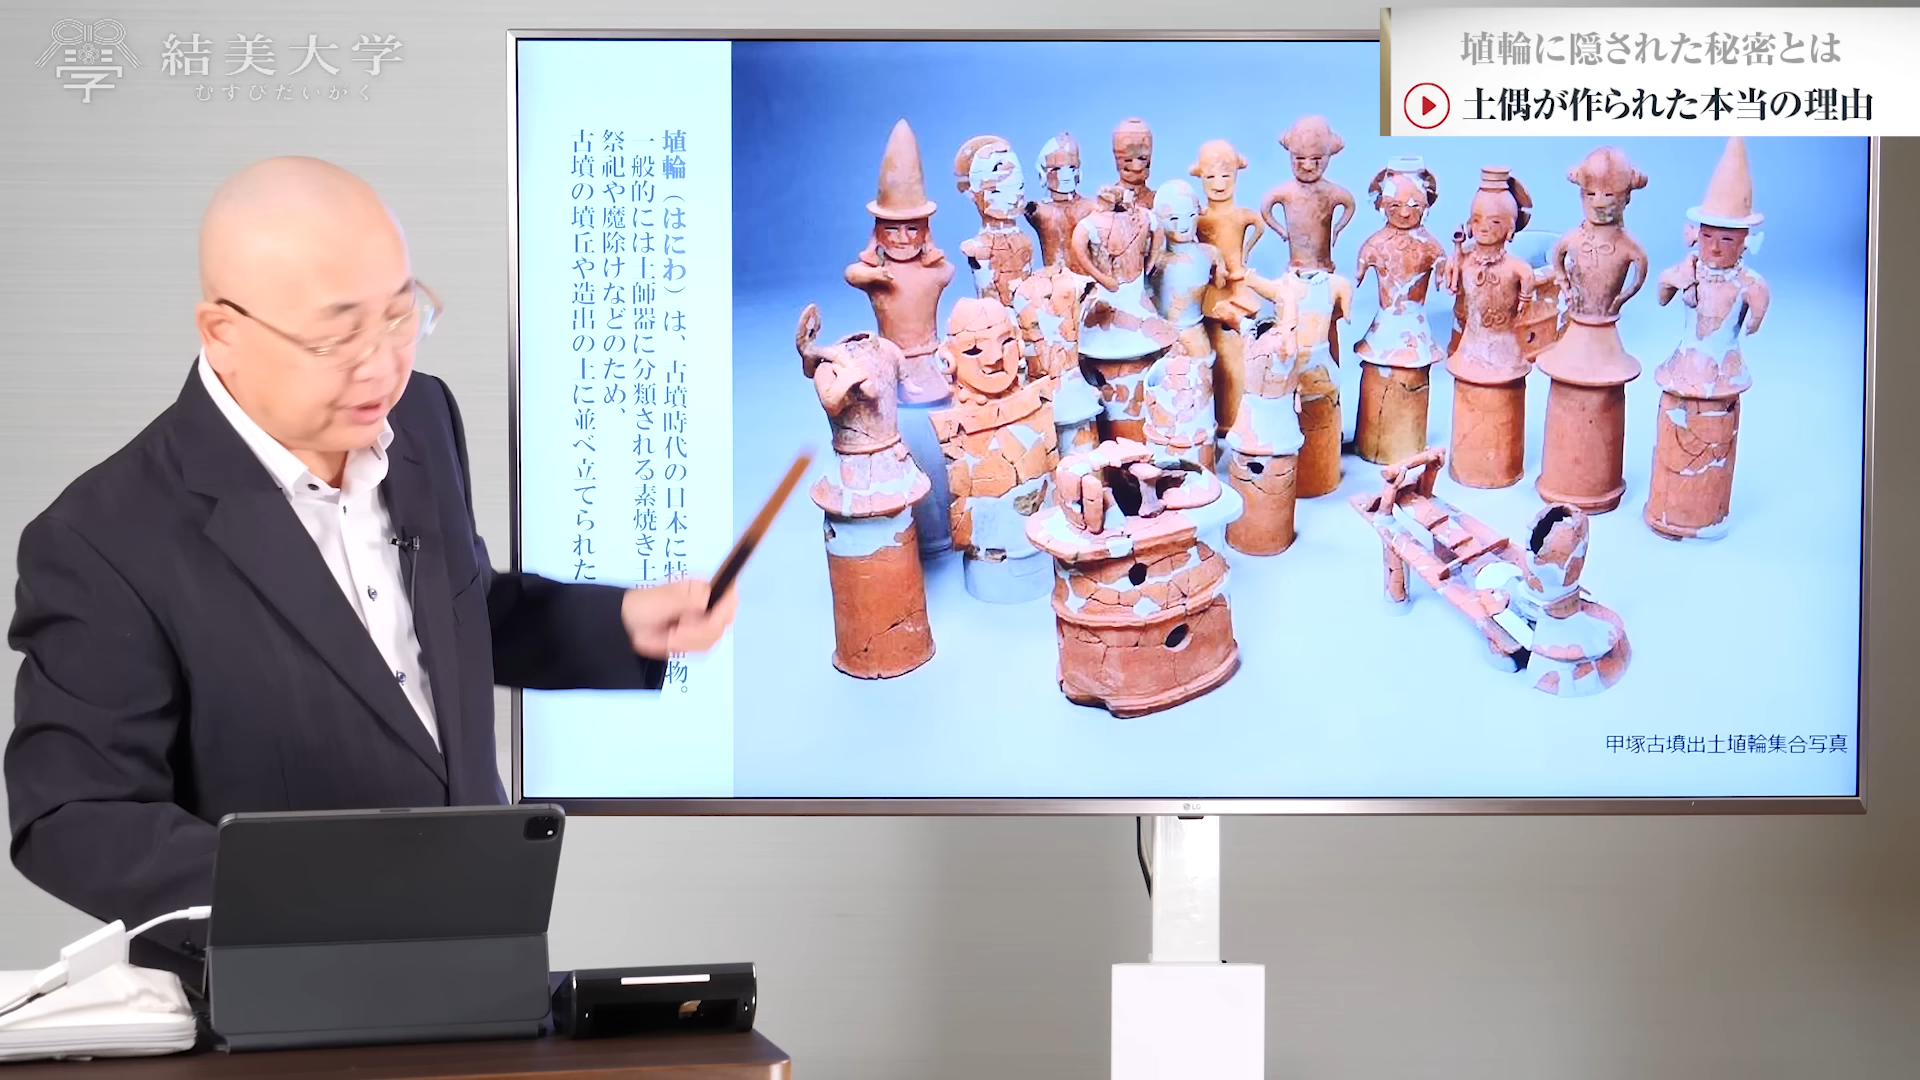 結美大学
むすびだいがく
埴輪に隠された秘密とは
土偶が作られた本当の理由
埴輪（はにわ）は、古墳時代の日本に特
物。
一般的には土師器に分類される素焼き土
祭祀や魔除けなどのため、
古墳の墳丘や造出の上に並べ立てられた
甲塚古墳出土埴輪集合写真
LG